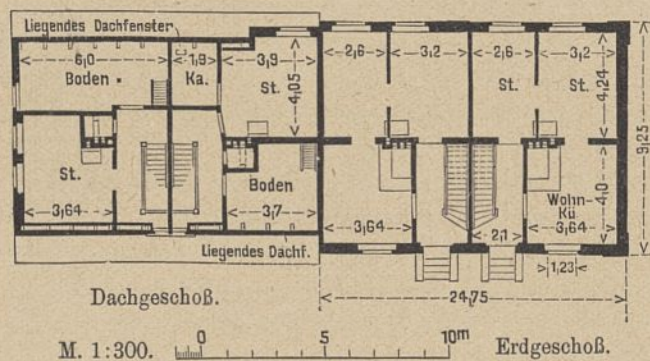 Liegendes Dachfenster
6,0
1,9
3,9
2,6
3,2
2,6
3,2
Boden
Ka.
St.
St.
St.
4,05
4,24
9,25
St.
Boden
4,0
Wohn-
Kü
3,64
3,7
3,64
2,1
3,64
Liegendes Dachf.
1,23
Dachgeschoß.
24,75
M. 1:300.
0
5
10m
Erdgeschoß.